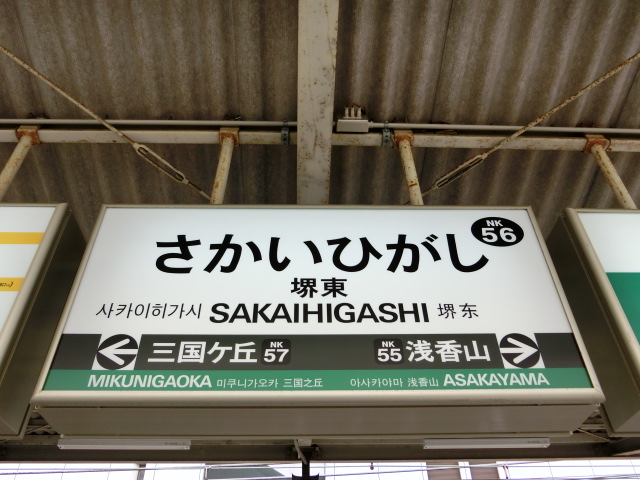 さかいひがし NK 56
堺東
사카이히가시 SAKAIHIGASHI 堺东
三国ケ丘 NK 57 NK 55 浅香山
MIKUNIGAOKA 미쿠니가오카 三国之丘 아사카야마 浅香山 ASAKAYAMA